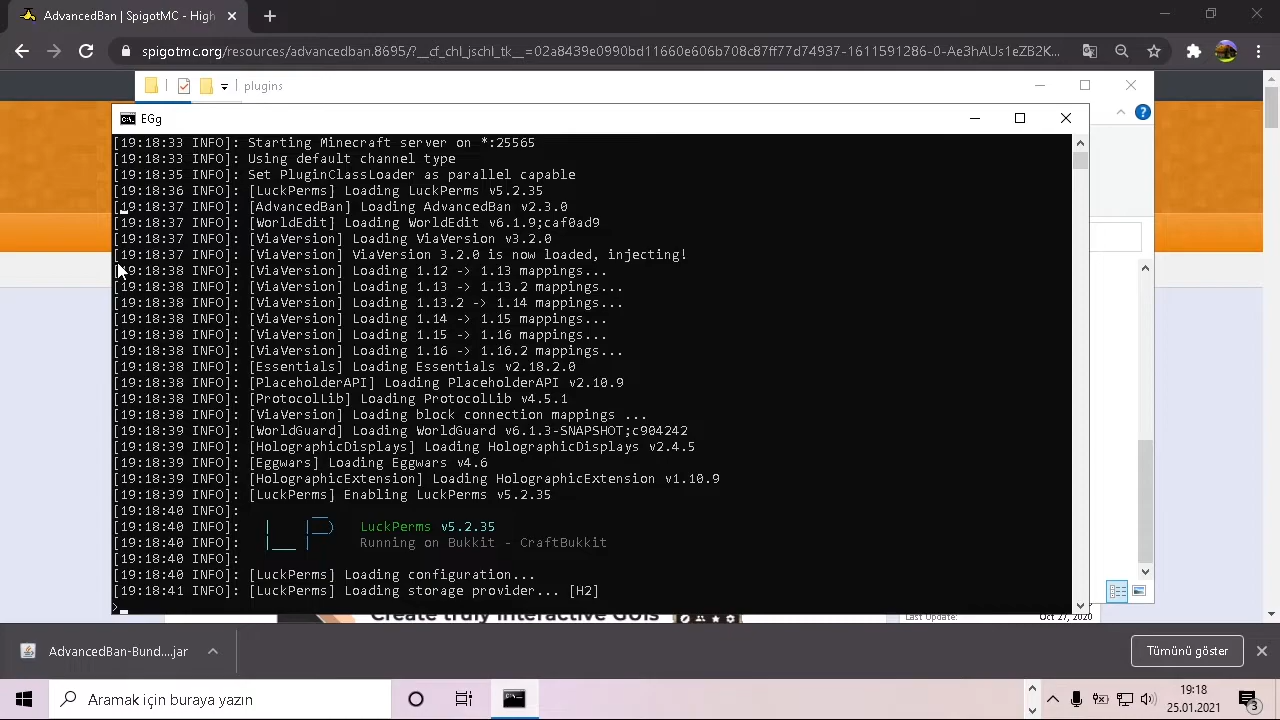 AdvancedBan | SpigotMC - High
spigotmc.org/resources/advancedban.8695/?__cf_chl_jschl_tk__=02a8439e0990bd11660e606b708c87ff77d74937-1611591286-0-Ae3hAUs1eZB2K...
plugins
EGg
[19:18:33 INFO]: Starting Minecraft server on *:25565
[19:18:33 INFO]: Using default channel type
[19:18:35 INFO]: Set PluginClassLoader as parallel capable
[19:18:36 INFO]: [LuckPerms] Loading LuckPerms v5.2.35
[19:18:37 INFO]: [AdvancedBan] Loading AdvancedBan v2.3.0
[19:18:37 INFO]: [WorldEdit] Loading WorldEdit v6.1.9;caf0ad9
[19:18:37 INFO]: [ViaVersion] Loading ViaVersion v3.2.0
[19:18:37 INFO]: [ViaVersion] ViaVersion 3.2.0 is now loaded, injecting!
[19:18:38 INFO]: [ViaVersion] Loading 1.12 -> 1.13 mappings...
[19:18:38 INFO]: [ViaVersion] Loading 1.13 -> 1.13.2 mappings...
[19:18:38 INFO]: [ViaVersion] Loading 1.13.2 -> 1.14 mappings...
[19:18:38 INFO]: [ViaVersion] Loading 1.14 -> 1.15 mappings...
[19:18:38 INFO]: [ViaVersion] Loading 1.15 -> 1.16 mappings...
[19:18:38 INFO]: [ViaVersion] Loading 1.16 -> 1.16.2 mappings...
[19:18:38 INFO]: [Essentials] Loading Essentials v2.18.2.0
[19:18:39 INFO]: [PlaceholderAPI] Loading PlaceholderAPI v2.10.9
[19:18:39 INFO]: [ProtocolLib] Loading ProtocolLib v4.5.1
[19:18:39 INFO]: [ViaVersion] Loading block connection mappings ...
[19:18:39 INFO]: [WorldGuard] Loading WorldGuard v6.1.3-SNAPSHOT;c904242
[19:18:39 INFO]: [HolographicDisplays] Loading HolographicDisplays v2.4.5
[19:18:39 INFO]: [Eggwars] Loading Eggwars v4.6
[19:18:39 INFO]: [HolographicExtension] Loading HolographicExtension v1.10.9
[19:18:39 INFO]: [LuckPerms] Enabling LuckPerms v5.2.35
[19:18:40 INFO]:
[19:18:40 INFO]: LP LuckPerms v5.2.35
[19:18:40 INFO]: Running on Bukkit - CraftBukkit
[19:18:40 INFO]:
[19:18:40 INFO]: [LuckPerms] Loading configuration...
[19:18:41 INFO]: [LuckPerms] Loading storage provider... [H2]
>
Create truly interactive GUIs
Last Update: Oct 27, 2020
AdvancedBan-Bund....jar
Tümünü göster
Aramak için buraya yazın
19:18
25.01.2021
3